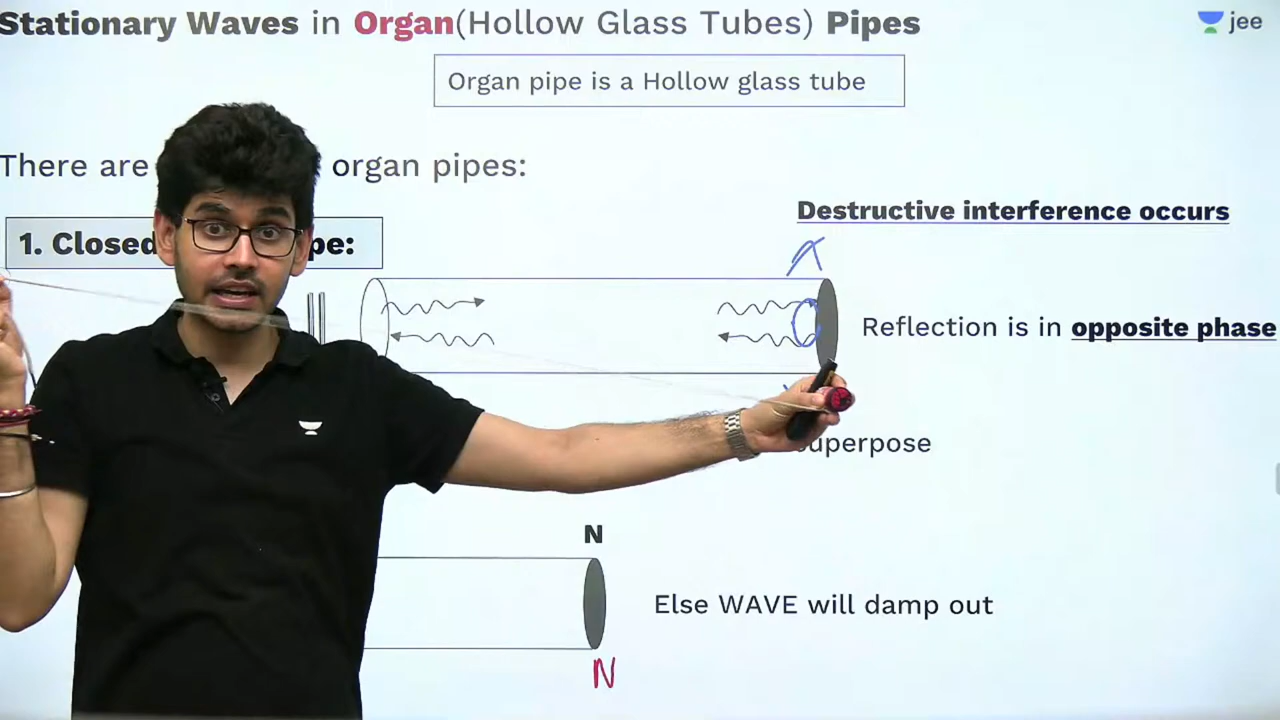 Stationary Waves in Organ(Hollow Glass Tubes) Pipes
jee
Organ pipe is a Hollow glass tube
There are organ pipes:
Destructive interference occurs
1. Closed pe:
Reflection is in opposite phase
superpose
N
Else WAVE will damp out
N